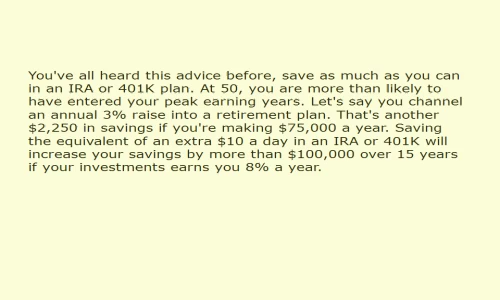 You've all heard this advice before, save as much as you can
in an IRA or 401K plan. At 50, you are more than likely to
have entered your peak earning years. Let's say you channel
an annual 3% raise into a retirement plan. That's another
$2,250 in savings if you're making $75,000 a year. Saving
the equivalent of an extra $10 a day in an IRA or 401K will
increase your savings by more than $100,000 over 15 years
if your investments earns you 8% a year.